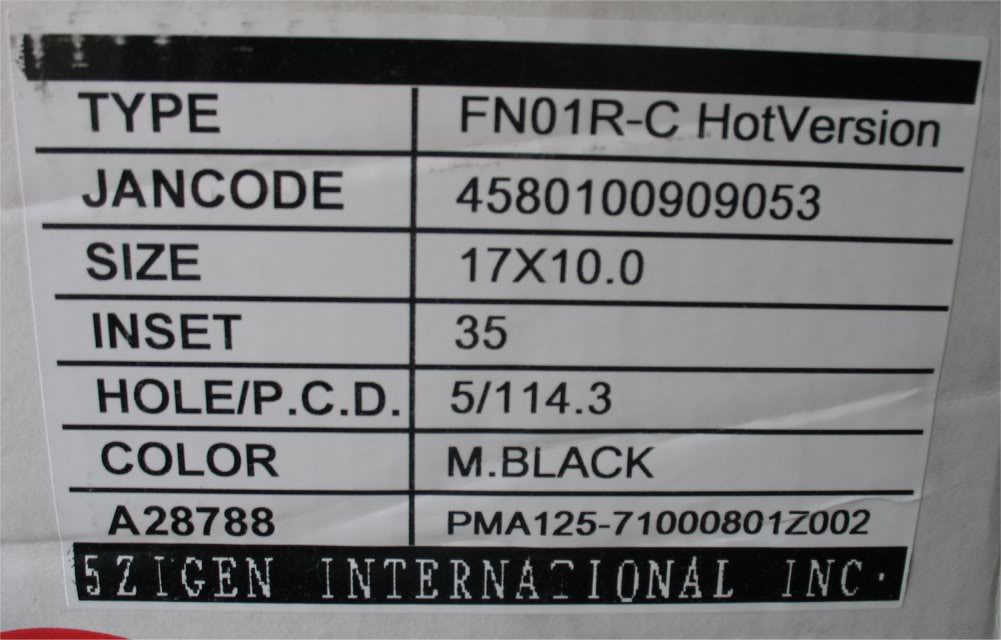 TYPE FN01R-C HotVersion
JANCODE 4580100909053
SIZE 17X10.0
INSET 35
HOLE/P.C.D. 5/114.3
COLOR M.BLACK
A28788 PMA125-71000801Z002
5ZIGEN INTERNATIONAL INC.